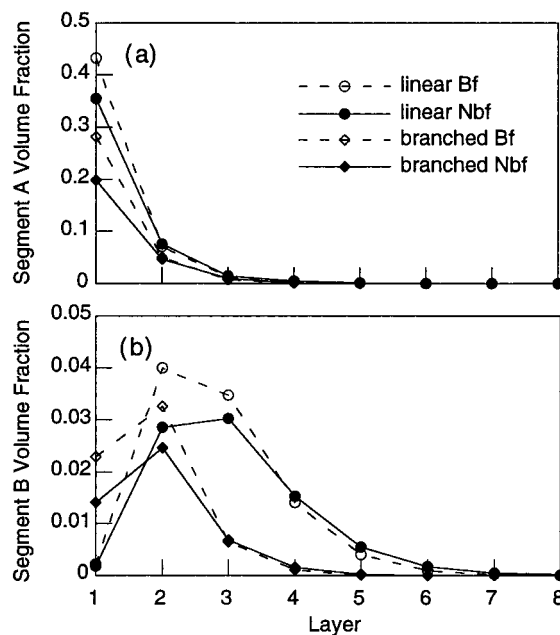 0.5
(a)
0.4
0.3
0.2
0.1
0
Segment A Volume Fraction
linear Bf
linear Nbf
branched Bf
branched Nbf
0.05
(b)
0.04
0.03
0.02
0.01
0
Segment B Volume Fraction
1 2 3 4 5 6 7 8
Layer